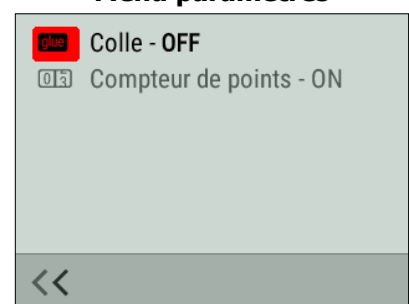 Menu paramètres
glue Colle - OFF
03 Compteur de points - ON
<<